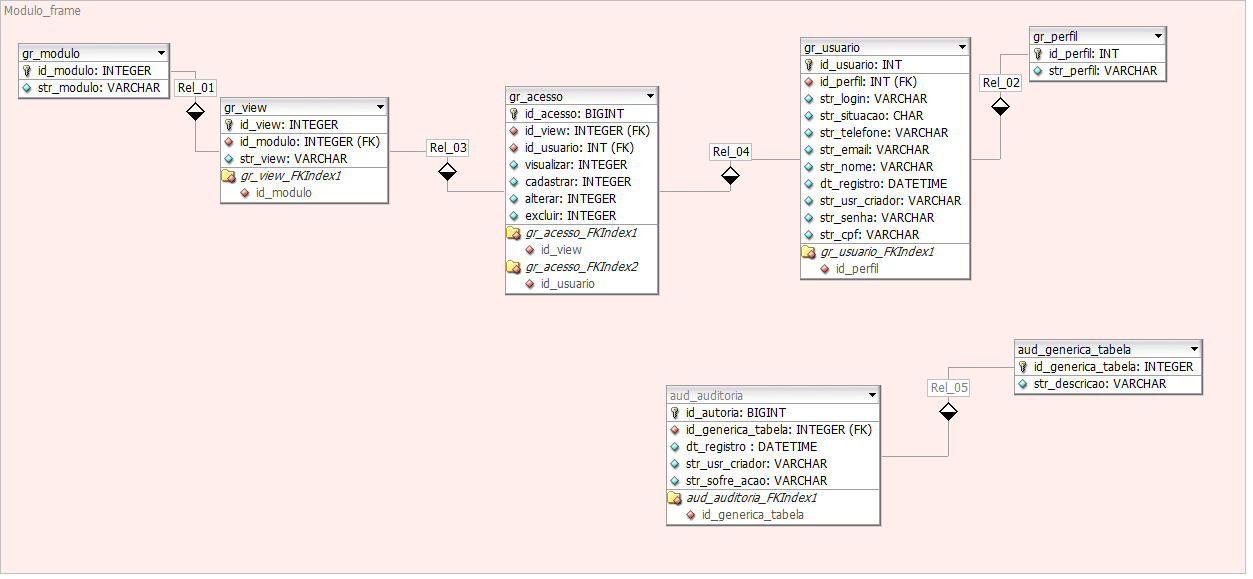 Modulo_frame
gr_modulo
id_modulo: INTEGER
str_modulo: VARCHAR
Rel_01
gr_view
id_view: INTEGER
id_modulo: INTEGER (FK)
str_view: VARCHAR
gr_view_FKIndex1
id_modulo
Rel_03
gr_acesso
id_acesso: BIGINT
id_view: INTEGER (FK)
id_usuario: INT (FK)
visualizar: INTEGER
cadastrar: INTEGER
alterar: INTEGER
excluir: INTEGER
gr_acesso_FKIndex1
id_view
gr_acesso_FKIndex2
id_usuario
Rel_04
gr_usuario
id_usuario: INT
id_perfil: INT (FK)
str_login: VARCHAR
str_situacao: CHAR
str_telefone: VARCHAR
str_email: VARCHAR
str_nome: VARCHAR
dt_registro: DATETIME
str_usr_criador: VARCHAR
str_senha: VARCHAR
str_cpf: VARCHAR
gr_usuario_FKIndex1
id_perfil
Rel_02
gr_perfil
id_perfil: INT
str_perfil: VARCHAR
aud_auditoria
id_autoria: BIGINT
id_generica_tabela: INTEGER (FK)
dt_registro : DATETIME
str_usr_criador: VARCHAR
str_sofre_acao: VARCHAR
aud_auditoria_FKIndex1
id_generica_tabela
Rel_05
aud_generica_tabela
id_generica_tabela: INTEGER
str_descricao: VARCHAR